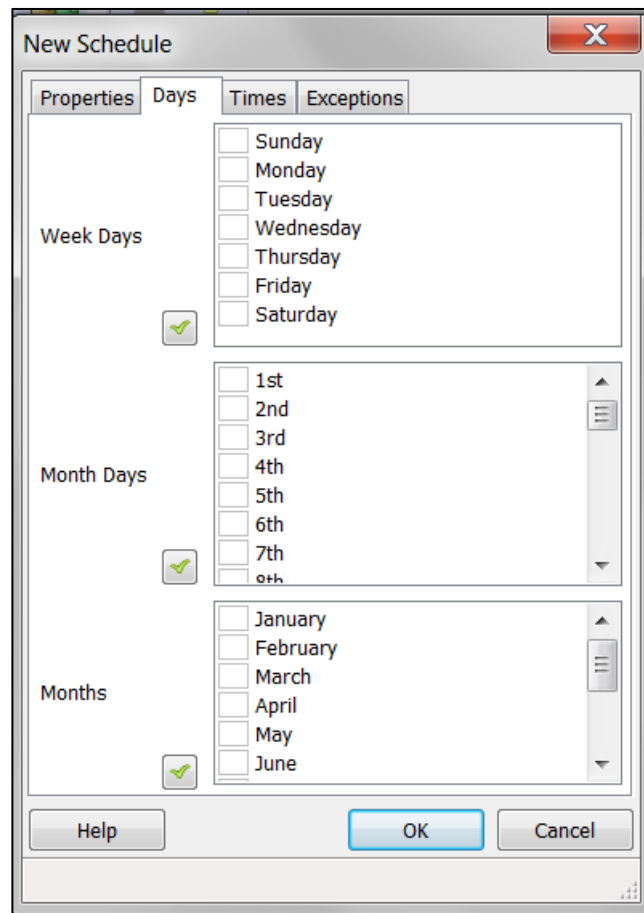 New Schedule
Properties Days Times Exceptions
Week Days
Sunday
Monday
Tuesday
Wednesday
Thursday
Friday
Saturday
Month Days
1st
2nd
3rd
4th
5th
6th
7th
8th
Months
January
February
March
April
May
June
Help OK Cancel